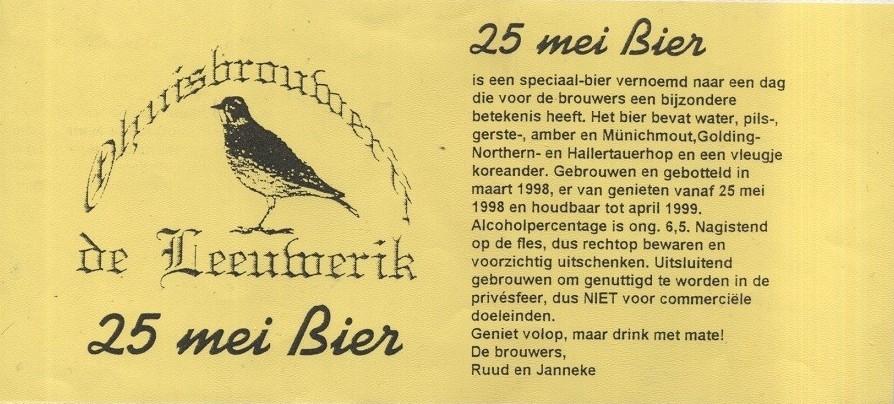 Thuisbrouwerij
de Leeuwerik
25 mei Bier
25 mei Bier
is een speciaal-bier vernoemd naar een dag
die voor de brouwers een bijzondere
betekenis heeft. Het bier bevat water, pils-,
gerste-, amber en Münichmout,Golding-
Northern- en Hallertauerhop en een vleugje
koreander. Gebrouwen en gebotteld in
maart 1998, er van genieten vanaf 25 mei
1998 en houdbaar tot april 1999.
Alcoholpercentage is ong. 6,5. Nagistend
op de fles, dus rechtop bewaren en
voorzichtig uitschenken. Uitsluitend
gebrouwen om genuttigd te worden in de
privésfeer, dus NIET voor commerciële
doeleinden.
Geniet volop, maar drink met mate!
De brouwers,
Ruud en Janneke